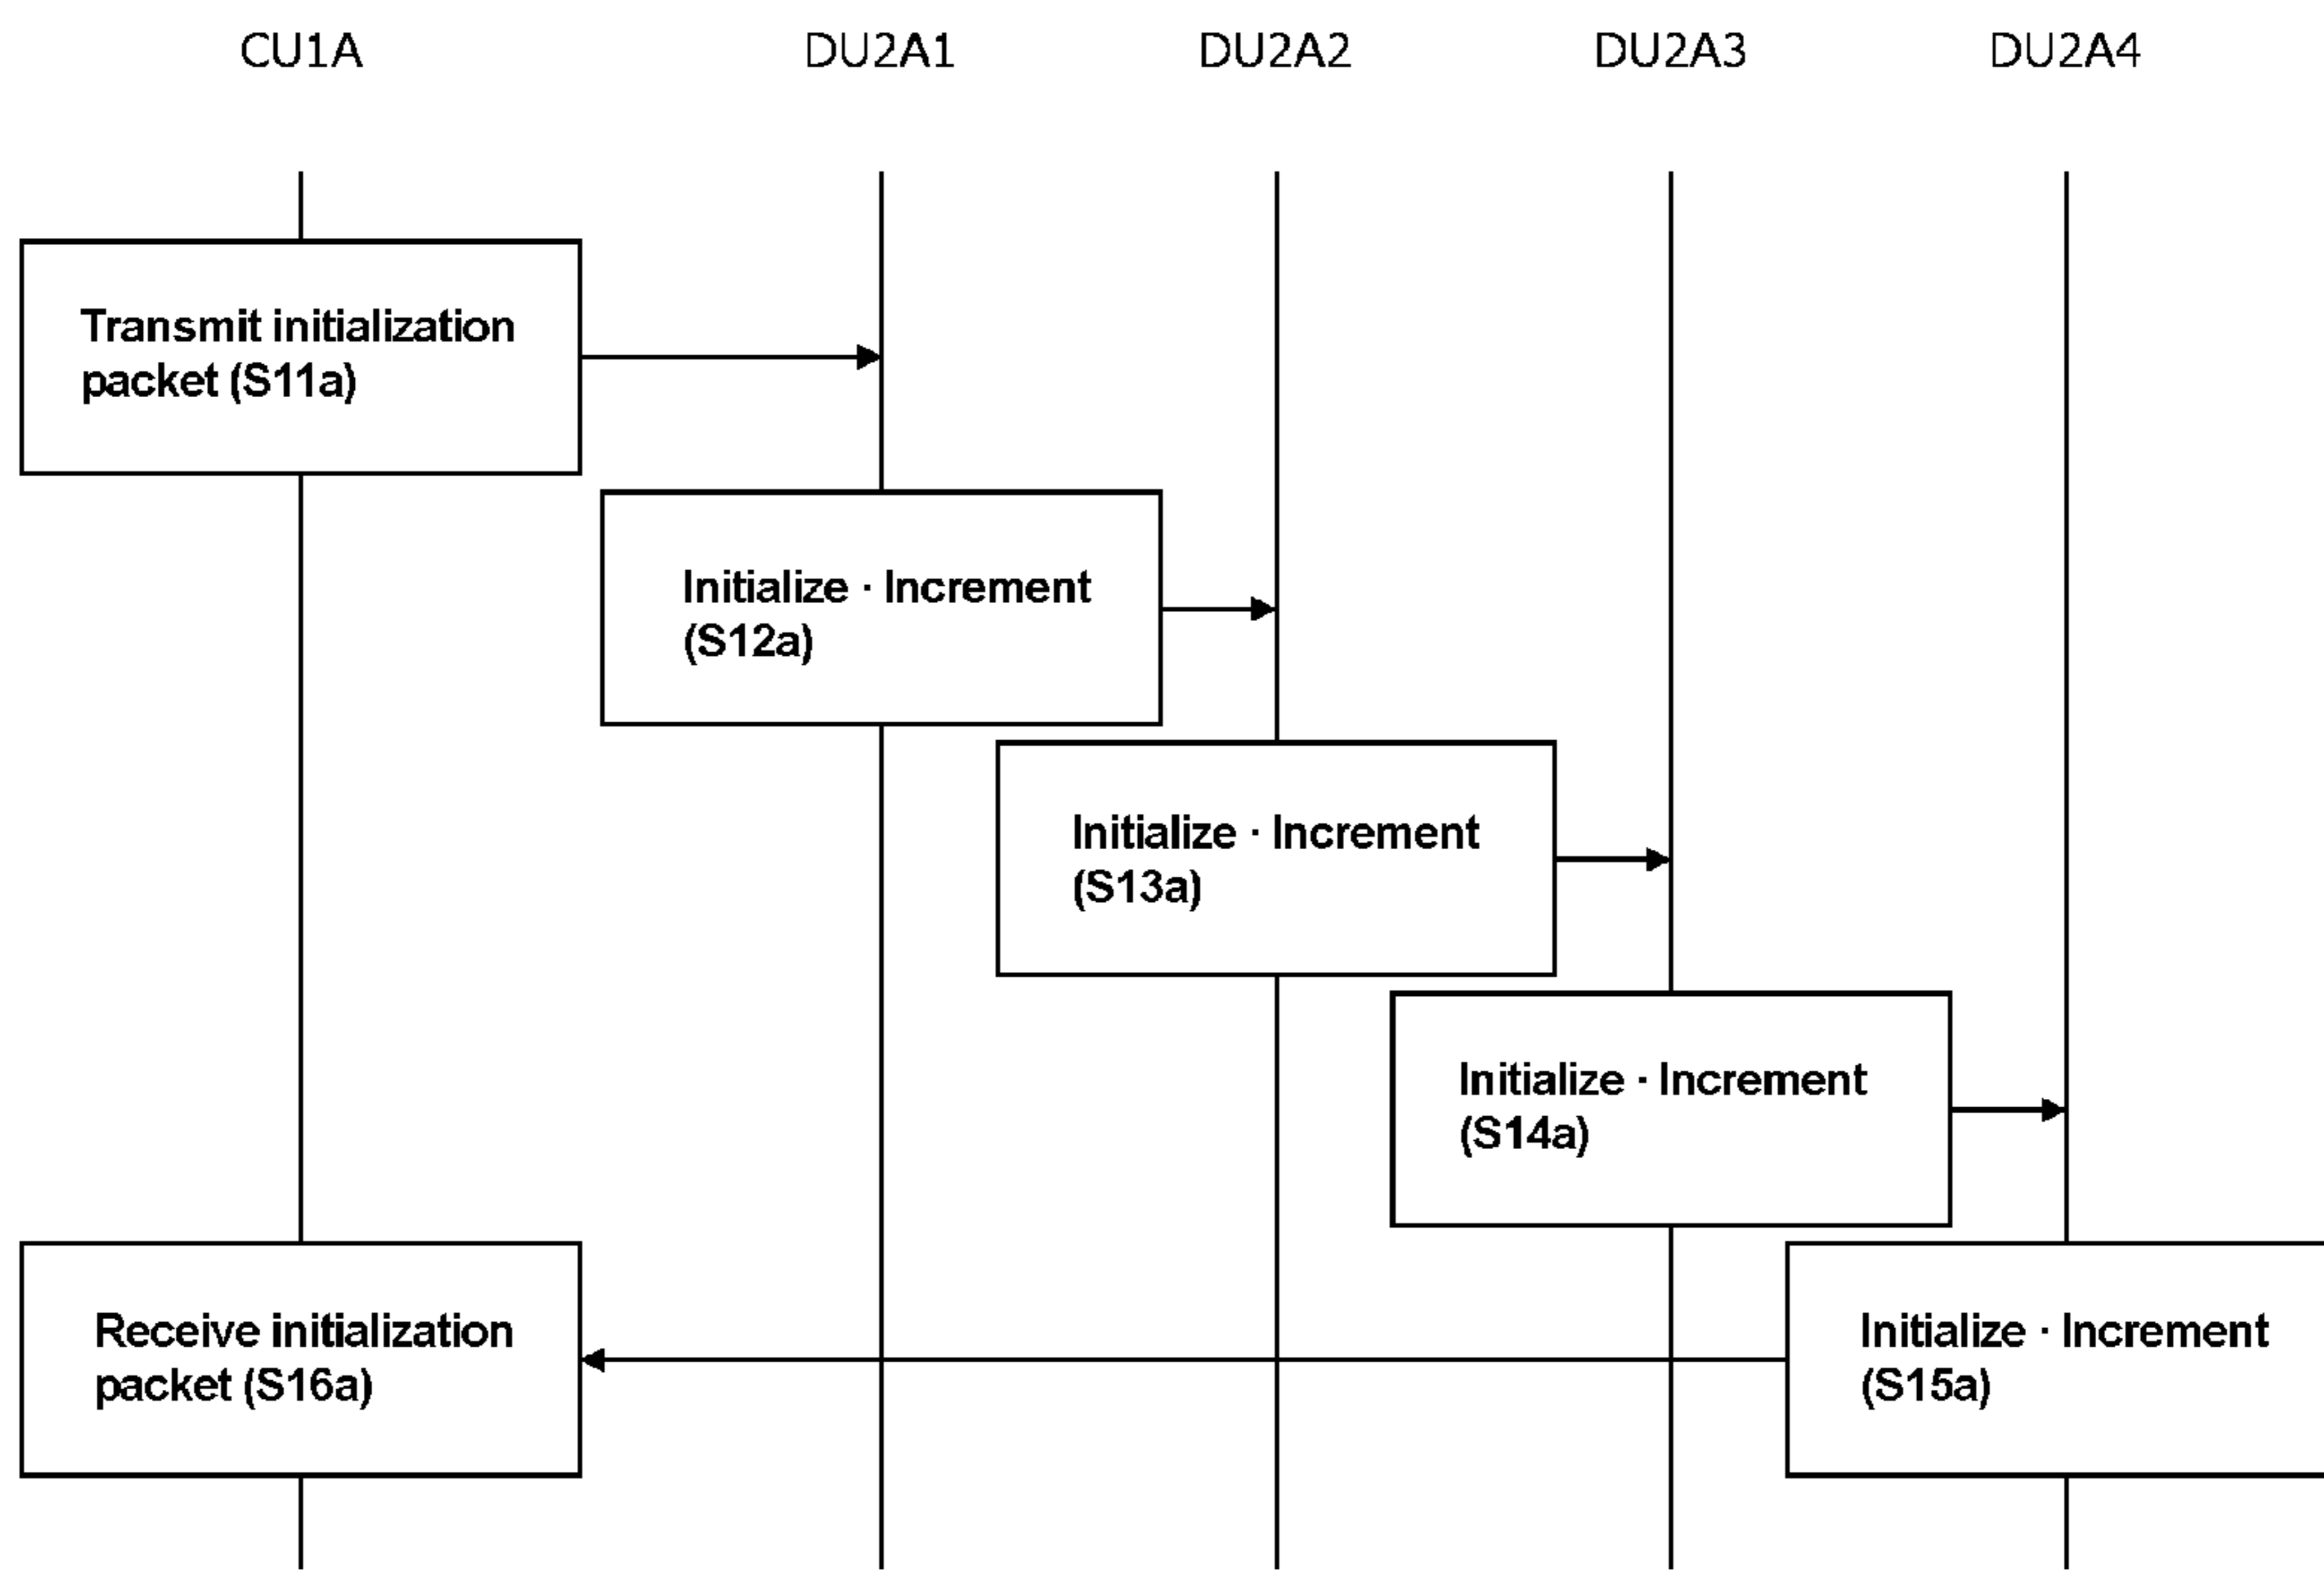 CU1A
DU2A1
DU2A2
DU2A3
DU2A4
Transmit initialization
packet (S11a)
Initialize · Increment
(S12a)
Initialize · Increment
(S13a)
Initialize · Increment
(S14a)
Receive initialization
packet (S16a)
Initialize · Increment
(S15a)